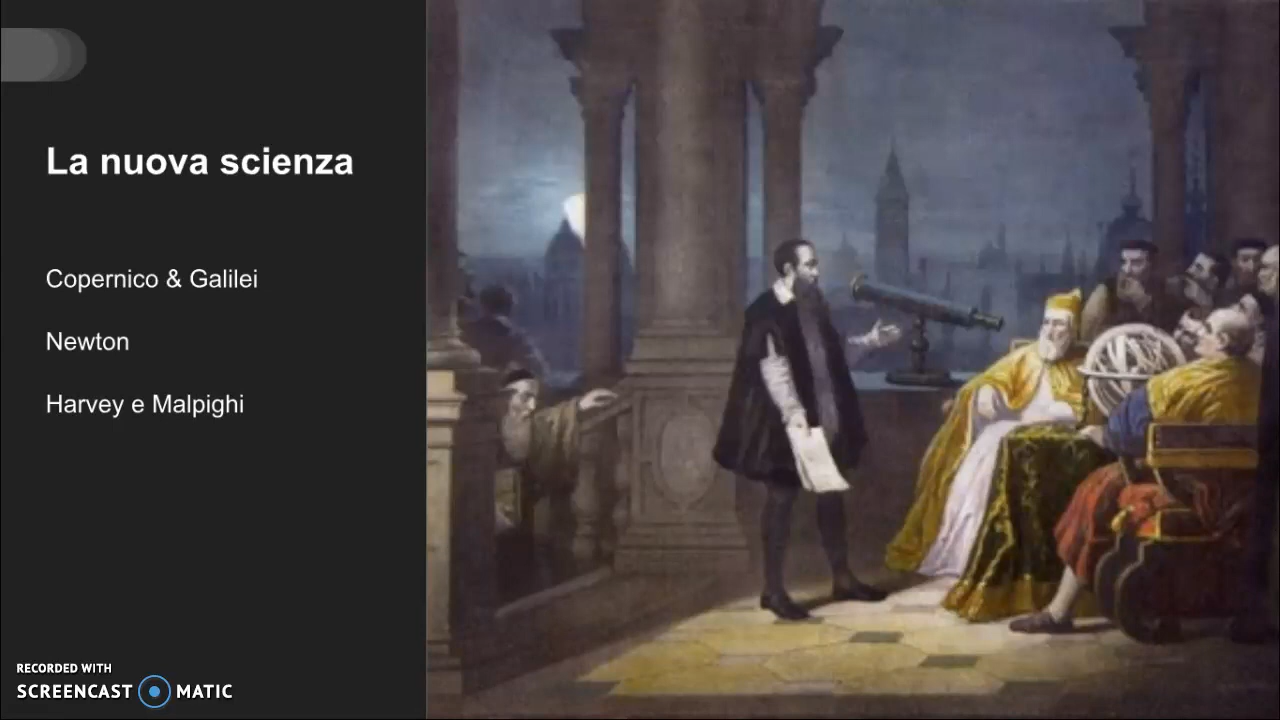 La nuova scienza
Copernico & Galilei
Newton
Harvey e Malpighi
RECORDED WITH
SCREENCAST MATIC